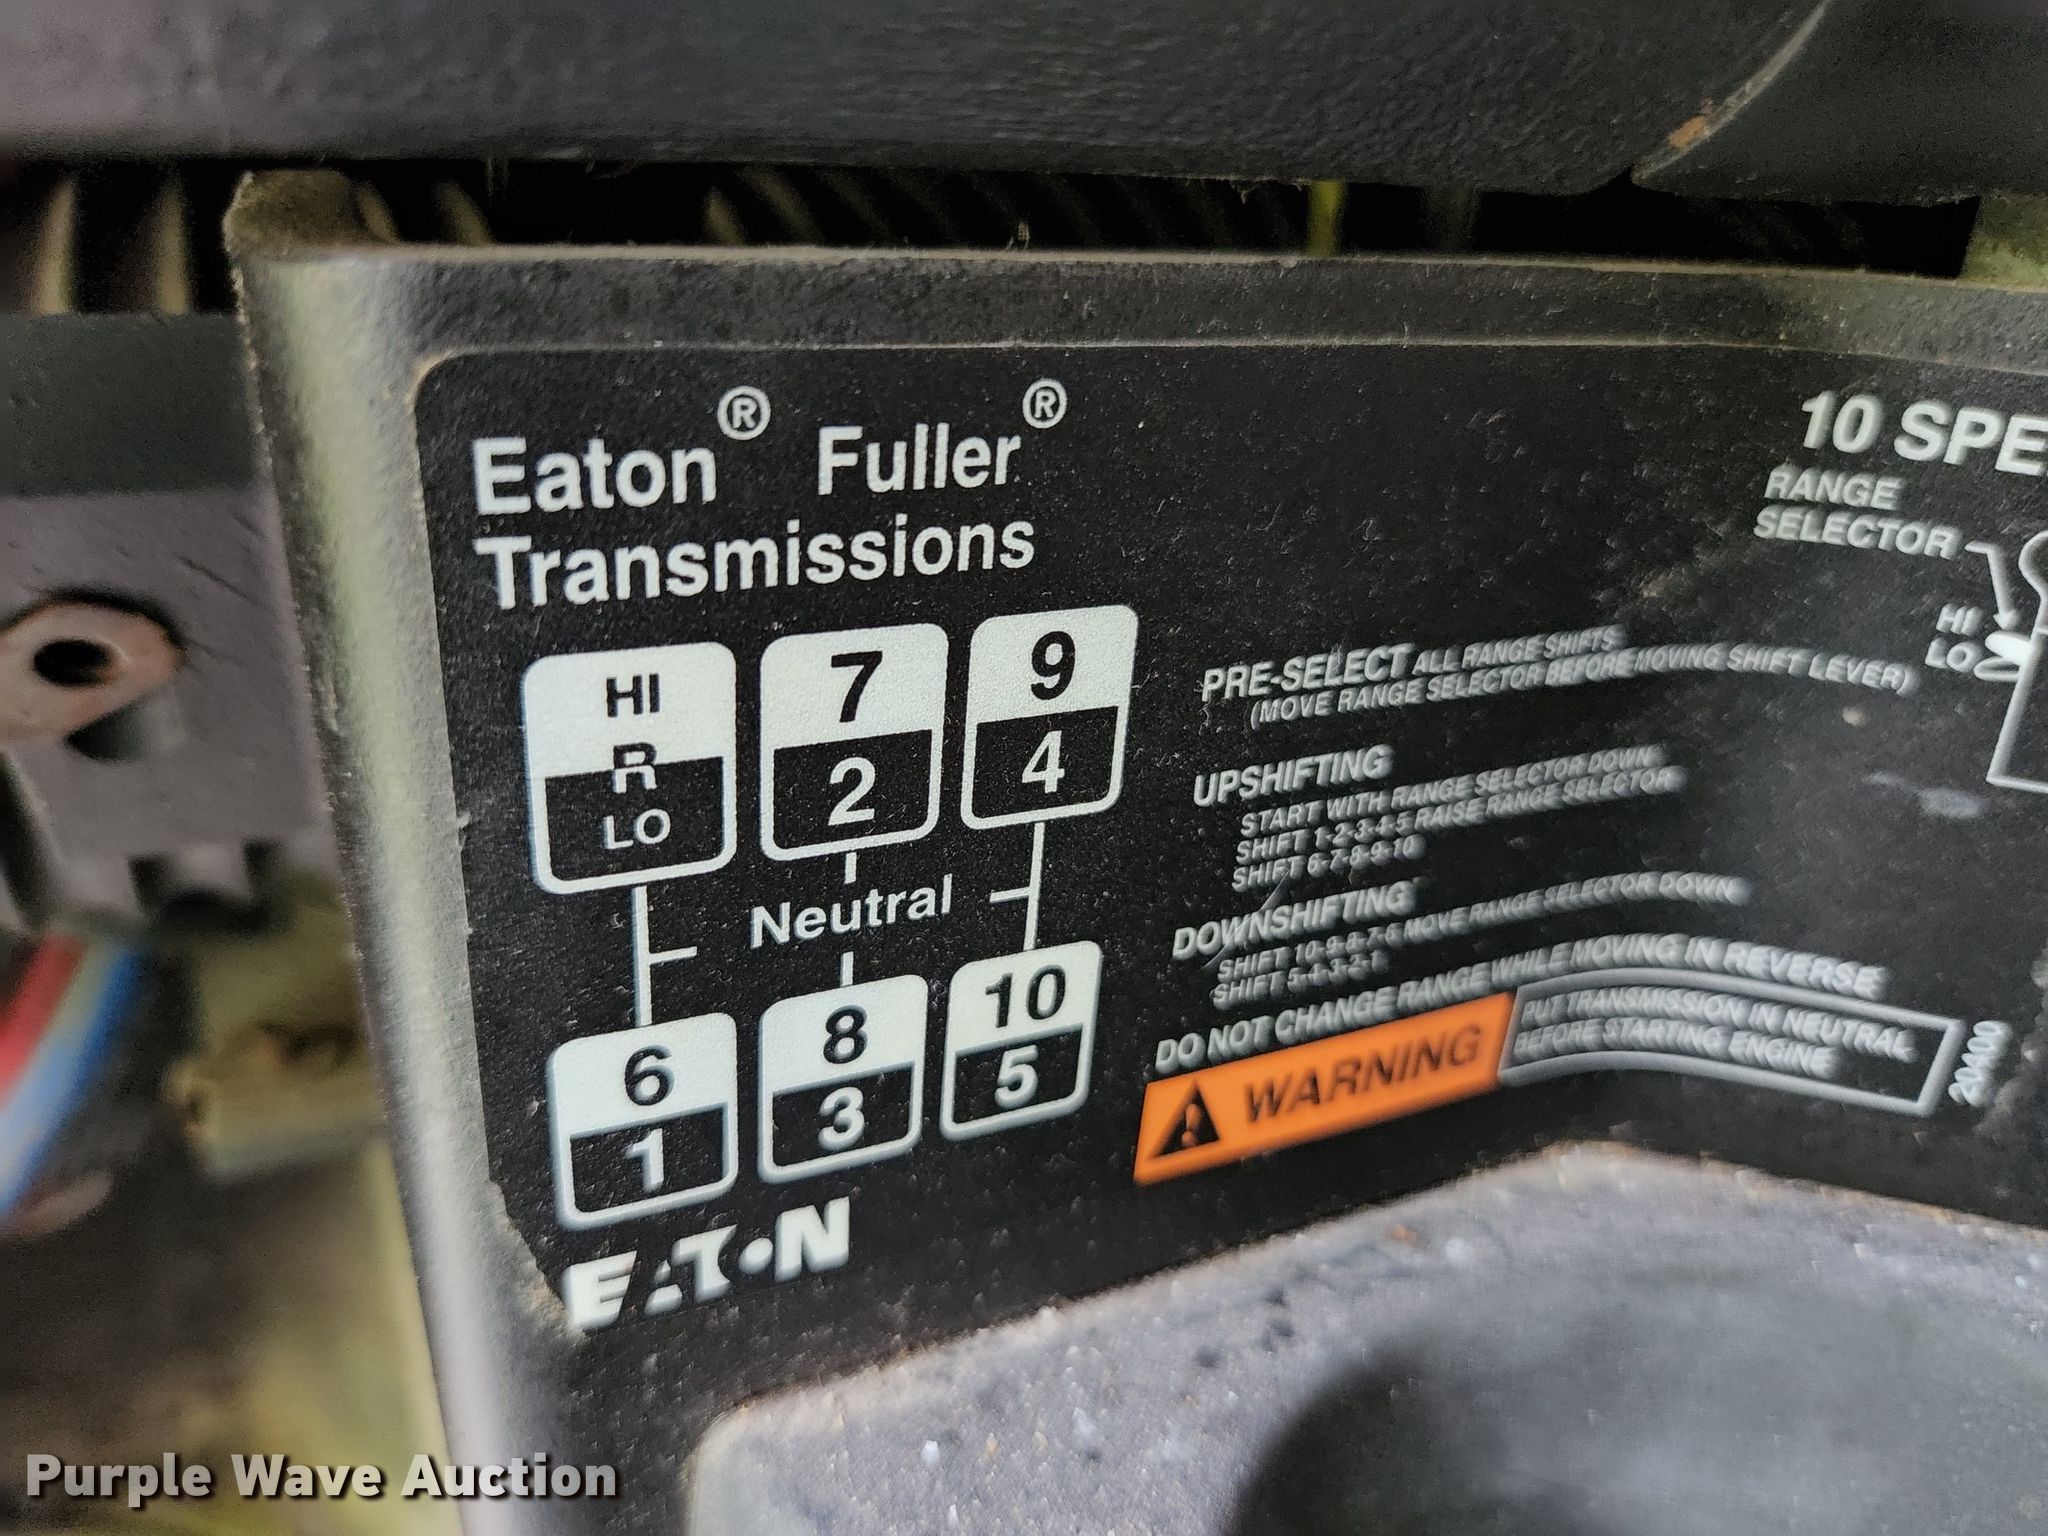 Eaton® Fuller®
Transmissions
HI
R
LO
7
2
9
4
Neutral
6
1
8
3
10
5
EATON
10 SPE
RANGE
SELECTOR
HI
LO
PRE-SELECT ALL RANGE SHIFTS
(MOVE RANGE SELECTOR BEFORE MOVING SHIFT LEVER)
UPSHIFTING
START WITH RANGE SELECTOR DOWN
SHIFT 1-2-3-4-5 RAISE RANGE SELECTOR
SHIFT 6-7-8-9-10
DOWNSHIFTING
SHIFT 10-9-8-7-6 MOVE RANGE SELECTOR DOWN
SHIFT 5-4-3-2-1
DO NOT CHANGE RANGE WHILE MOVING IN REVERSE
WARNING
PUT TRANSMISSION IN NEUTRAL
BEFORE STARTING ENGINE
20400
Purple Wave Auction